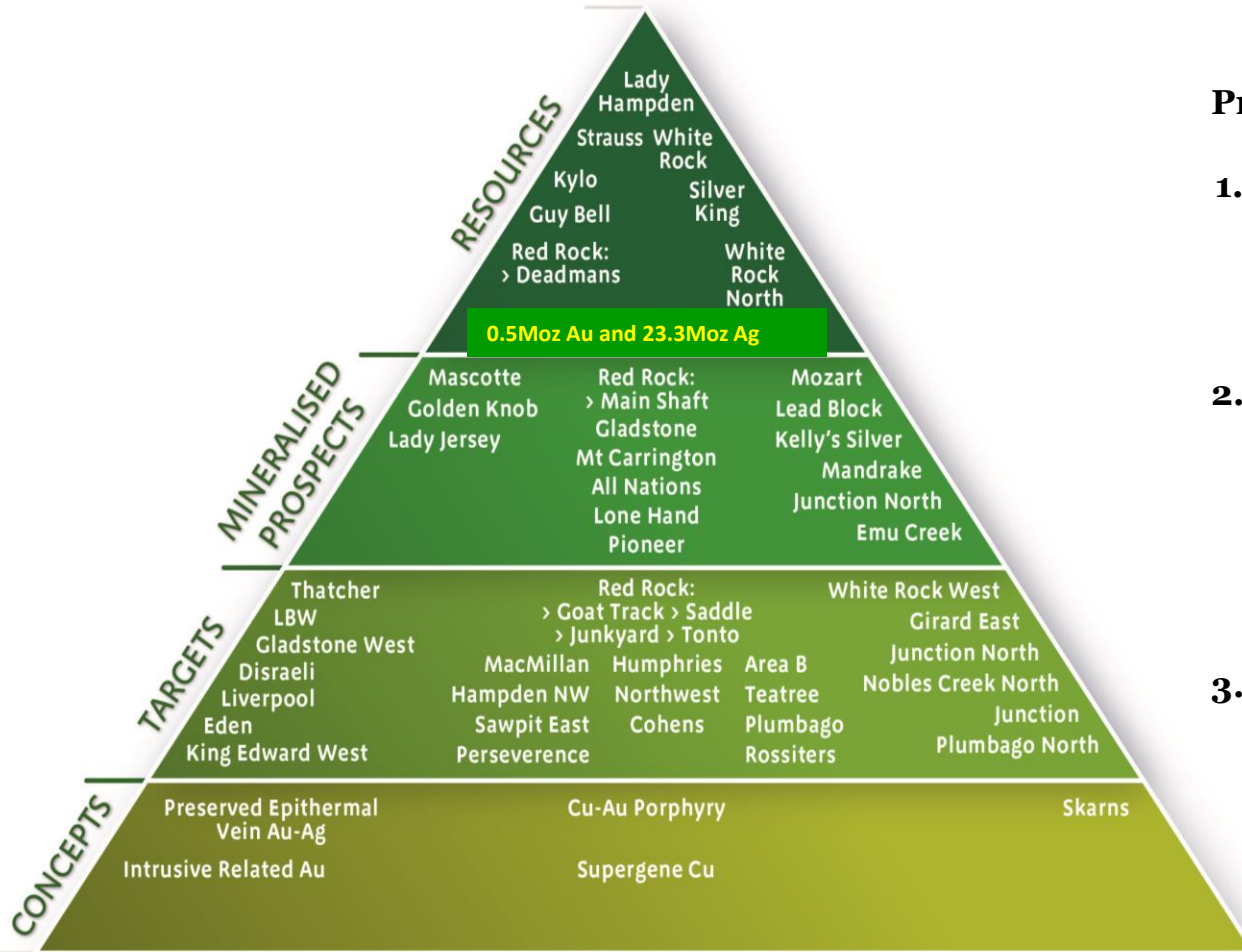 RESOURCES
Lady
Hampden
Strauss White
Rock
Kylo
Silver
King
Guy Bell
Red Rock:
› Deadmans
White
Rock
North
0.5Moz Au and 23.3Moz Ag
MINERALISED
PROSPECTS
Mascotte
Golden Knob
Lady Jersey
Red Rock:
› Main Shaft
Gladstone
Mt Carrington
All Nations
Lone Hand
Pioneer
Mozart
Lead Block
Kelly's Silver
Mandrake
Junction North
Emu Creek
TARGETS
Thatcher
LBW
Gladstone West
Disraeli
Liverpool
Eden
King Edward West
Red Rock:
› Goat Track › Saddle
› Junkyard › Tonto
MacMillan Humphries Area B
Hampden NW Northwest Teatree
Sawpit East Cohens Plumbago
Perseverence Rossiters
White Rock West
Girard East
Junction North
Nobles Creek North
Junction
Plumbago North
CONCEPTS
Preserved Epithermal
Vein Au-Ag
Intrusive Related Au
Cu-Au Porphyry
Supergene Cu
Skarns
1.
2.
3.